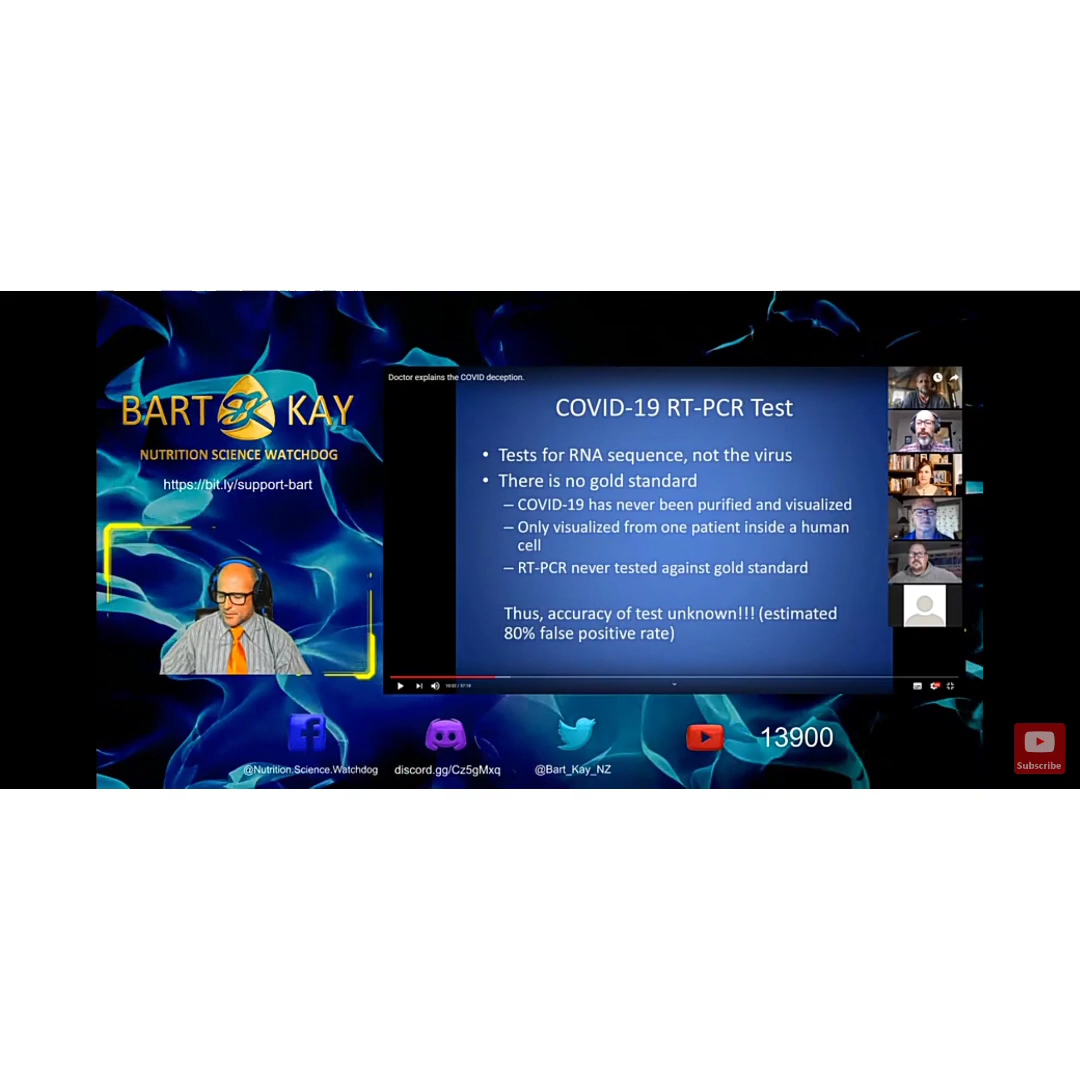 BART KAY
NUTRITION SCIENCE WATCHDOG
https://bit.ly/support-bart
Doctor explains the COVID deception.
COVID-19 RT-PCR Test
• Tests for RNA sequence, not the virus
• There is no gold standard
– COVID-19 has never been purified and visualized
– Only visualized from one patient inside a human
cell
– RT-PCR never tested against gold standard
Thus, accuracy of test unknown!!! (estimated
80% false positive rate)
@Nutrition.Science.Watchdog
discord.gg/Cz5gMxq
@Bart_Kay_NZ
13900
Subscribe